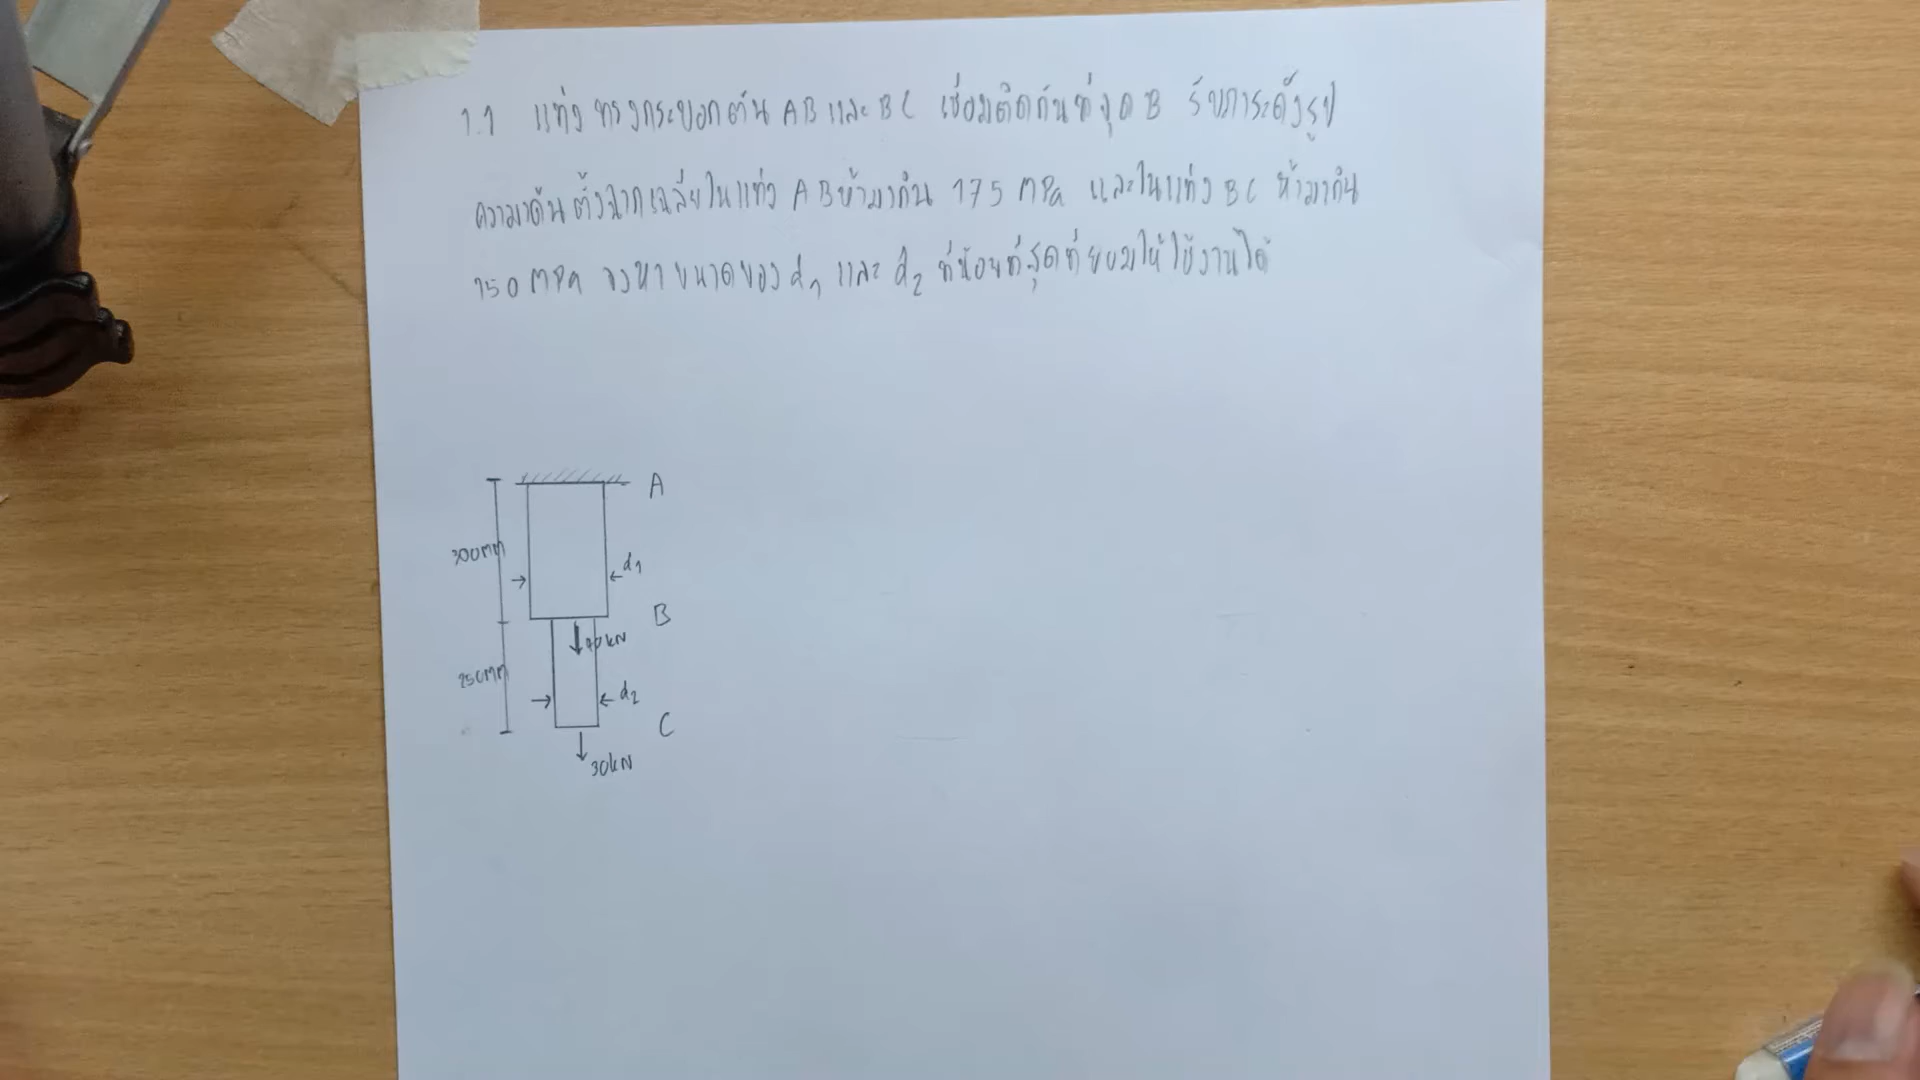 1.1 แท่งทรงกระบอกตัน AB และ BC เชื่อมติดกันที่จุด B รับภาระดังรูป
ความเค้นตั้งฉากเฉลี่ยในแท่ง AB ห้ามเกิน 175 MPa และในแท่ง BC ห้ามเกิน
150 MPa จงหาขนาดของ d1 และ d2 ที่น้อยที่สุดที่ยอมให้ใช้งานได้
A
300mm
d1
B
40kN
250mm
d2
C
30kN